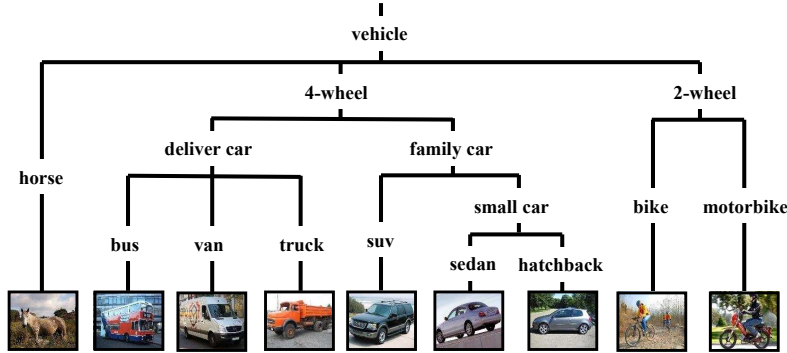 vehicle
4-wheel
2-wheel
deliver car
family car
horse
small car
bike
motorbike
bus
van
truck
suv
sedan
hatchback